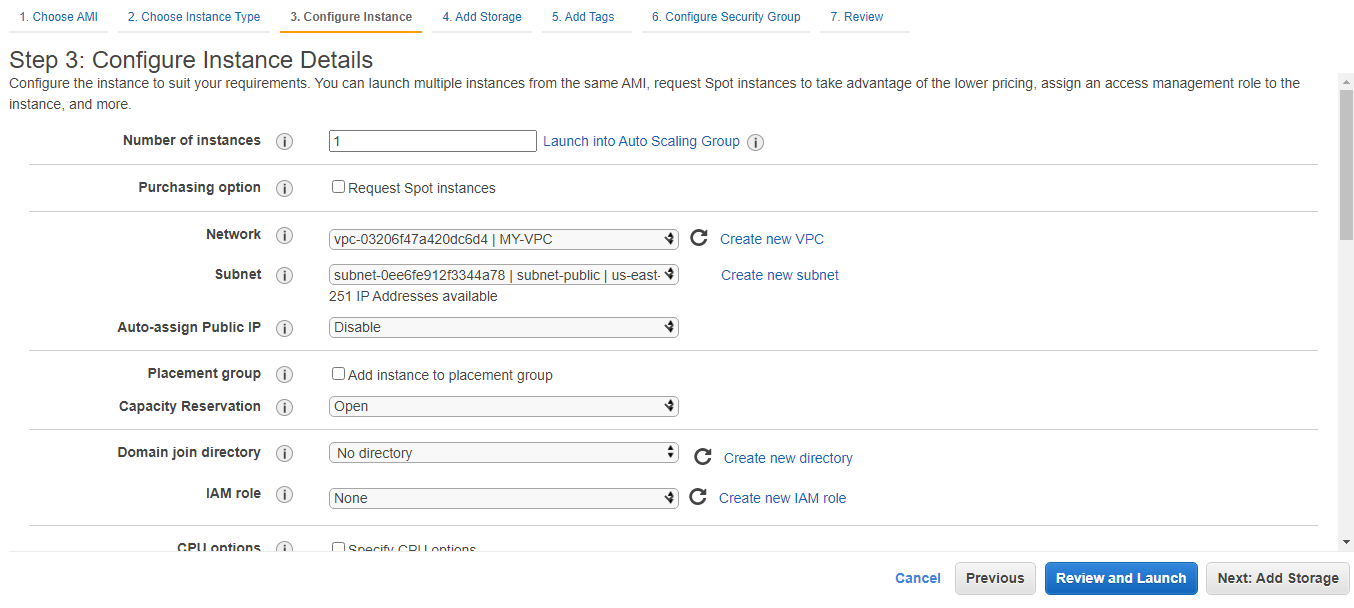 1. Choose AMI 2. Choose Instance Type 3. Configure Instance 4. Add Storage 5. Add Tags 6. Configure Security Group 7. Review
Step 3: Configure Instance Details
Configure the instance to suit your requirements. You can launch multiple instances from the same AMI, request Spot instances to take advantage of the lower pricing, assign an access management role to the
instance, and more.
Number of instances i 1 Launch into Auto Scaling Group i
Purchasing option i Request Spot instances
Network i vpc-03206f47a420dc6d4 | MY-VPC Create new VPC
Subnet i subnet-0ee6fe912f3344a78 | subnet-public | us-east- Create new subnet
251 IP Addresses available
Auto-assign Public IP i Disable
Placement group i Add instance to placement group
Capacity Reservation i Open
Domain join directory i No directory Create new directory
IAM role i None Create new IAM role
CPU options i Specify CPU options
Cancel Previous Review and Launch Next: Add Storage